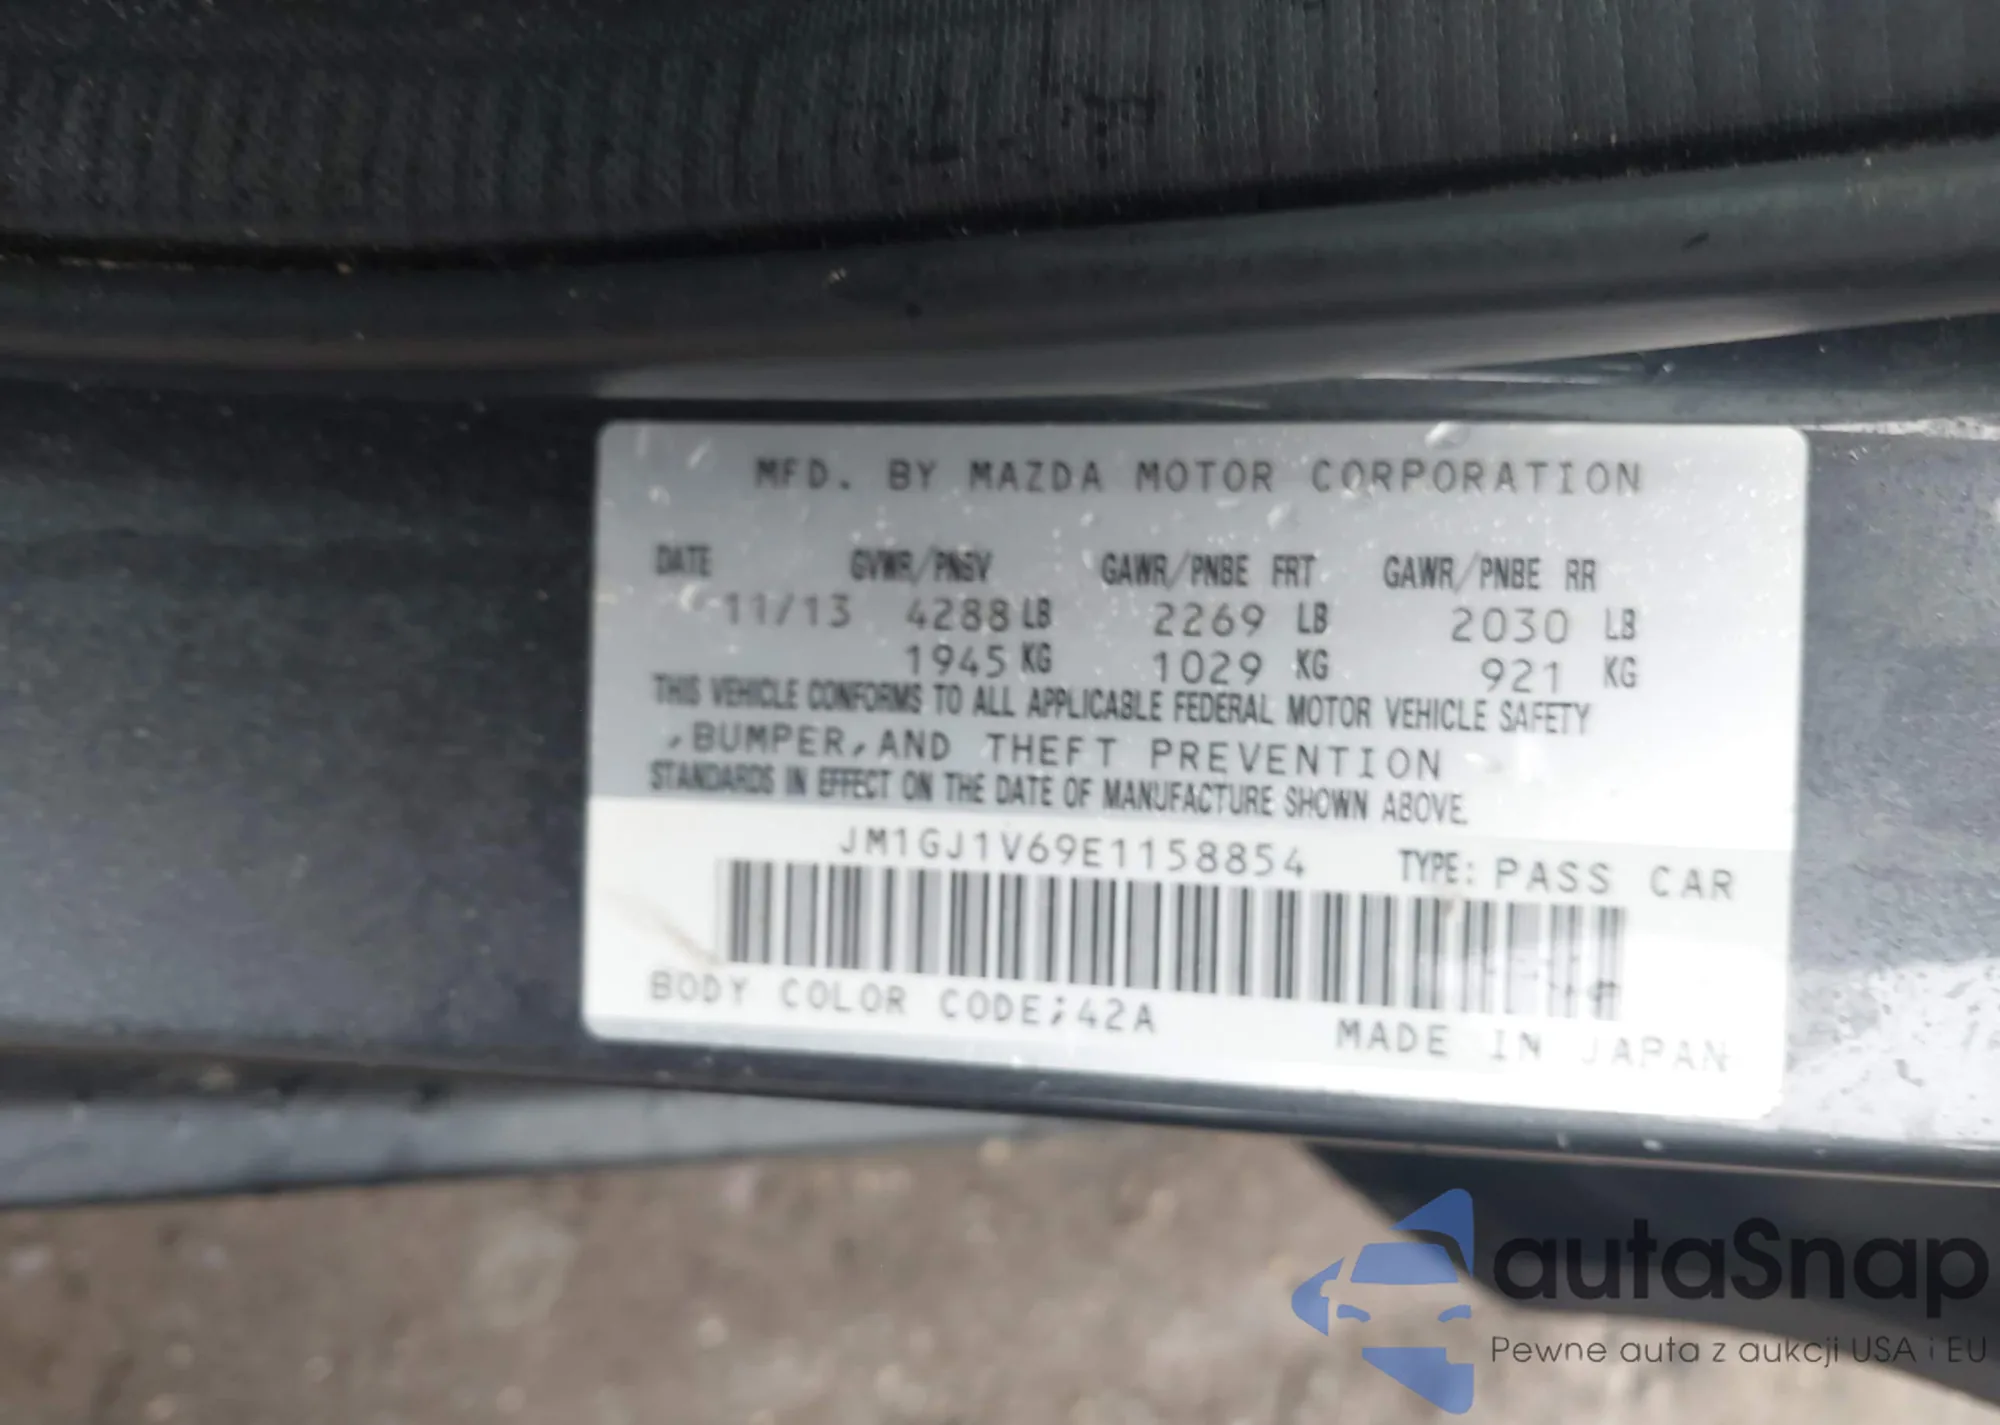 MFD. BY MAZDA MOTOR CORPORATION
DATE GVWR/PNBV GAWR/PNBE FRT GAWR/PNBE RR
11/13 4288 LB 2269 LB 2030 LB
1945 KG 1029 KG 921 KG
THIS VEHICLE CONFORMS TO ALL APPLICABLE FEDERAL MOTOR VEHICLE SAFETY
,BUMPER,AND THEFT PREVENTION
STANDARDS IN EFFECT ON THE DATE OF MANUFACTURE SHOWN ABOVE.
JM1GJ1V69E1158854 TYPE: PASS CAR
BODY COLOR CODE;42A
MADE IN JAPAN
autaSnap
Pewne auta z aukcji USA i EU